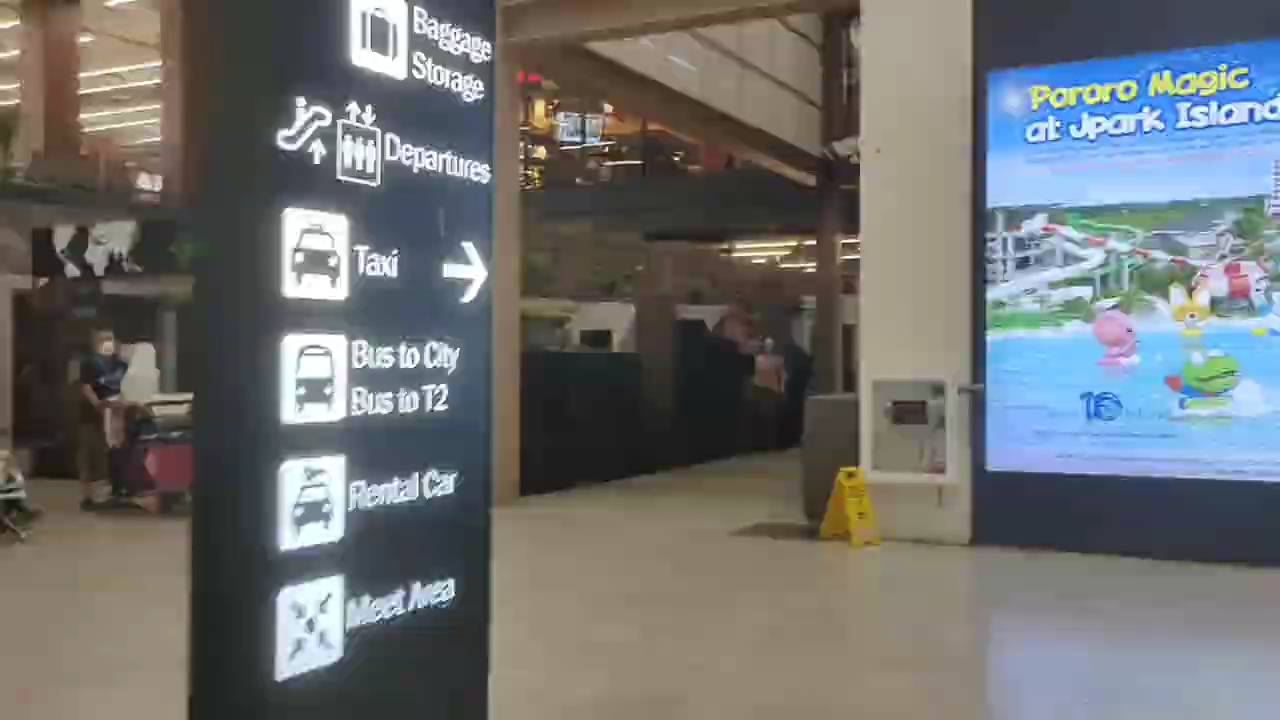 Baggage
Storage
Departures
Taxi
Bus to City
Bus to T2
Rental Car
Meet Area
Pororo Magic
at Jpark Island